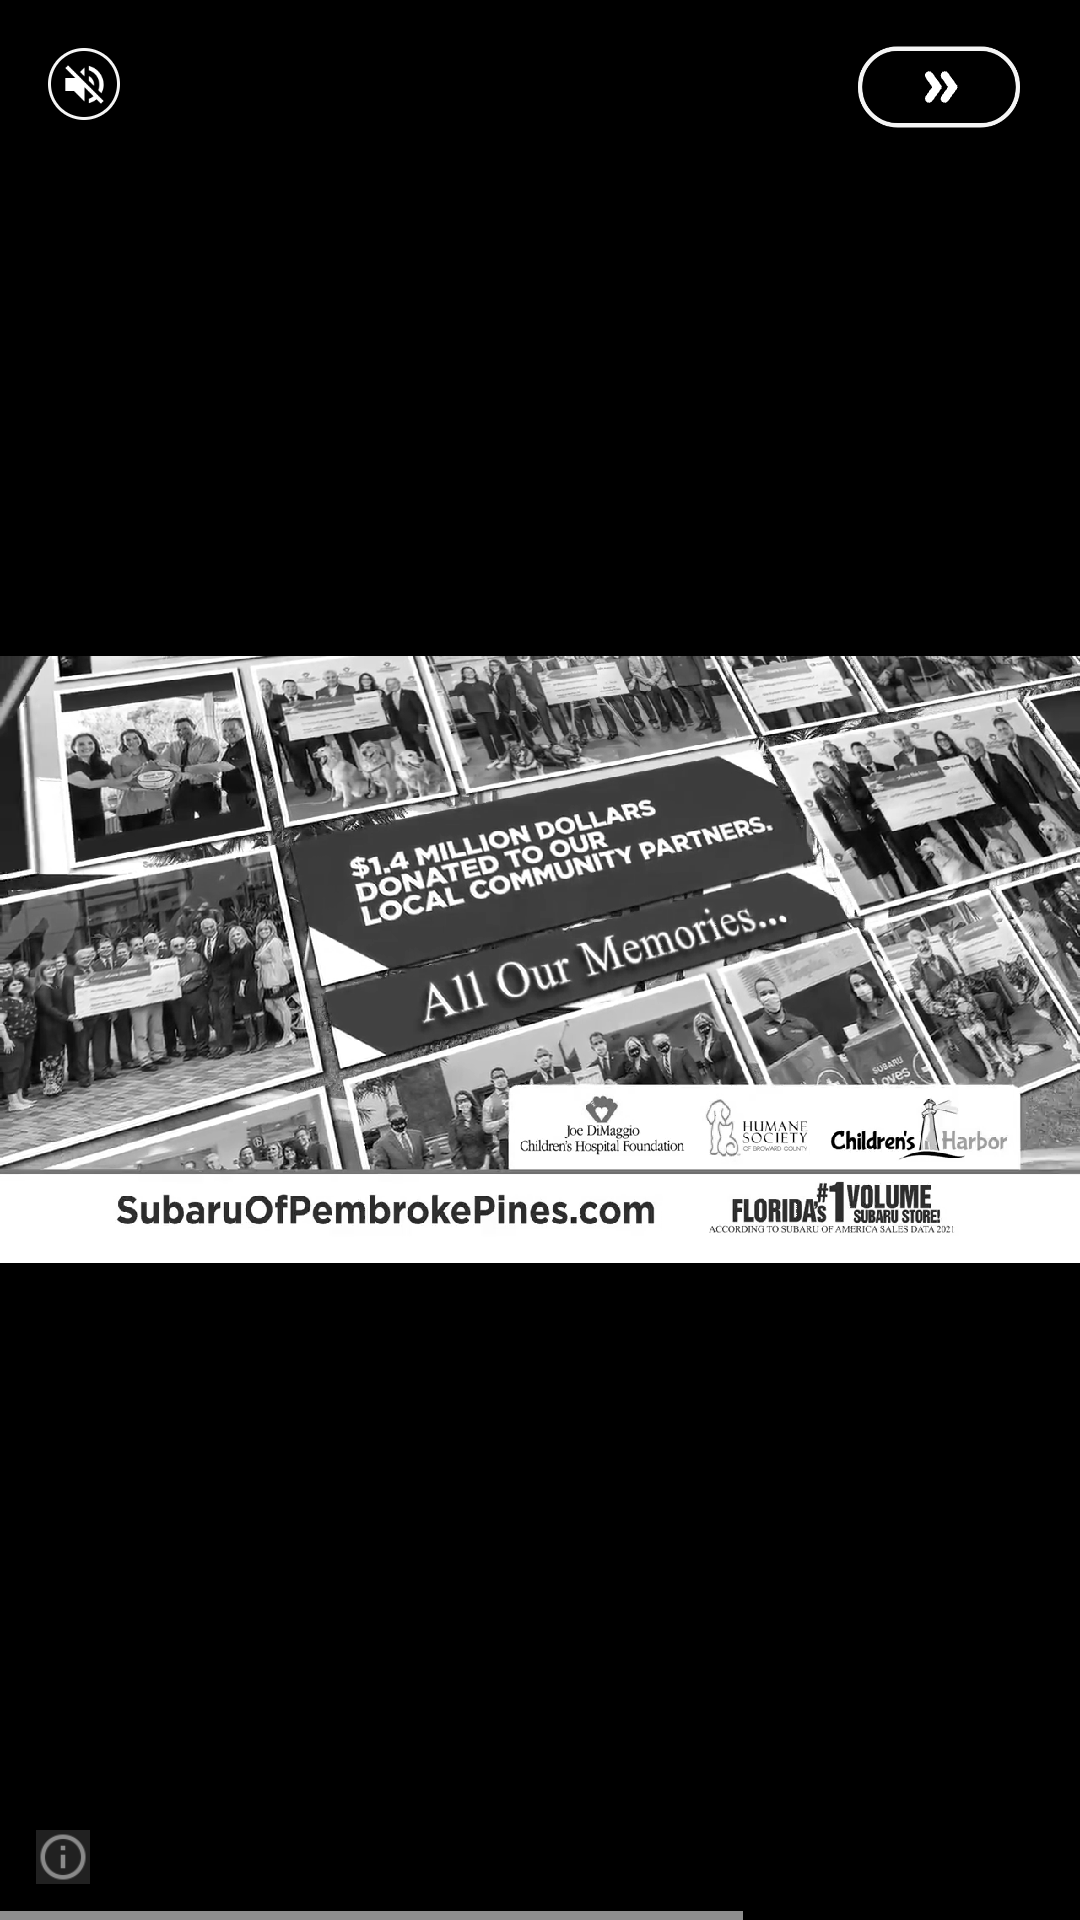 $1.4 MILLION DOLLARS
DONATED TO OUR
LOCAL COMMUNITY PARTNERS.
All Our Memories...
SUBARU
Loves
Joe DiMaggio
Children's Hospital Foundation
HUMANE
SOCIETY
OF BROWARD COUNTY
Children's Harbor
SubaruOfPembrokePines.com
FLORIDA's #1 VOLUME
SUBARU STORE!
ACCORDING TO SUBARU OF AMERICA SALES DATA 2021